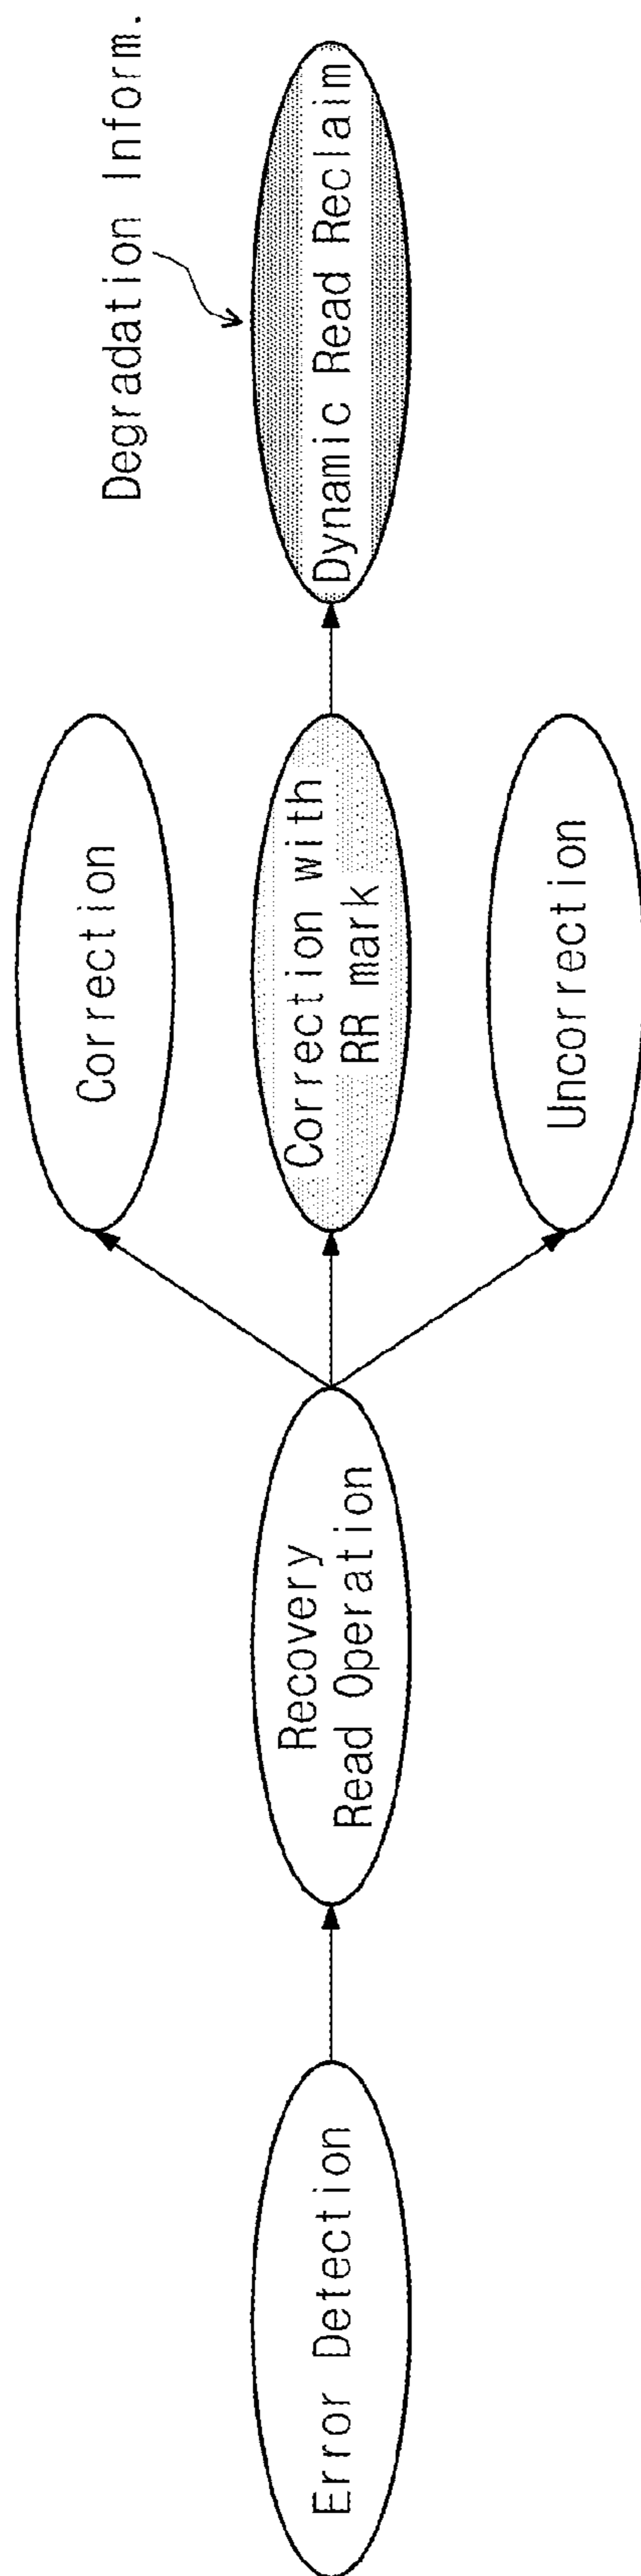 Error Detection
Recovery
Read Operation
Correction
Correction with
RR mark
Uncorrection
Degradation Inform.
Dynamic Read Reclaim